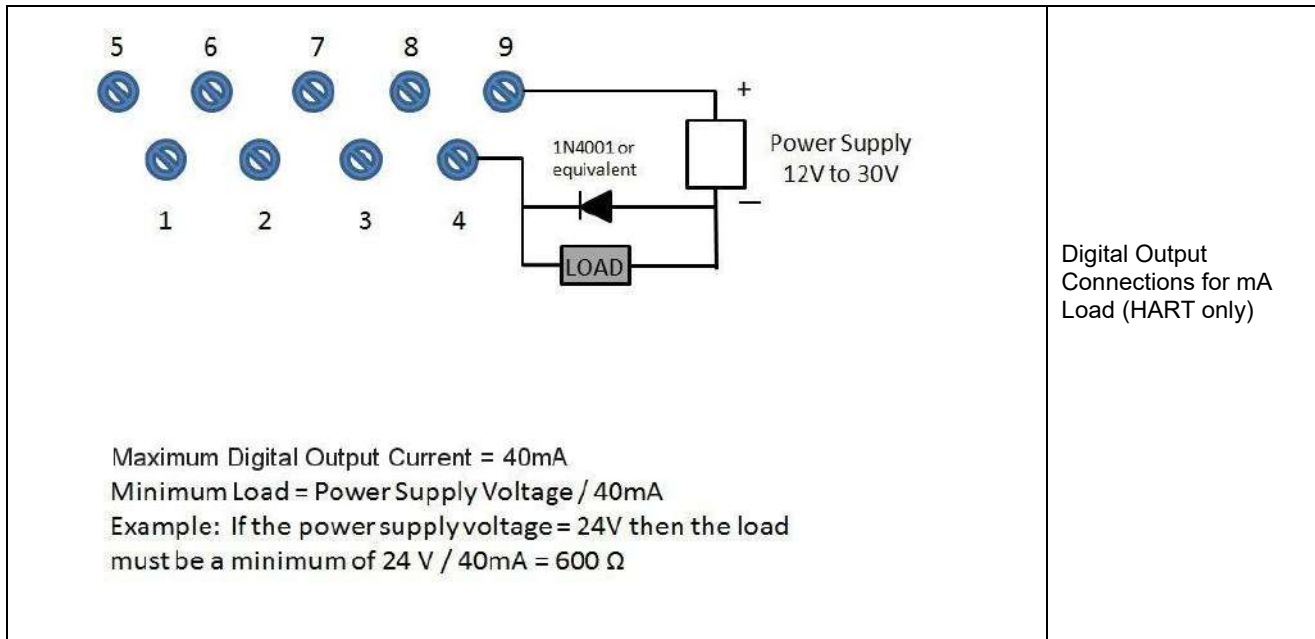 5 6 7 8 9
+
1N4001 or
equivalent
Power Supply
12V to 30V
—
1 2 3 4
LOAD
Digital Output
Connections for mA
Load (HART only)
Maximum Digital Output Current = 40mA
Minimum Load = Power Supply Voltage / 40mA
Example: If the power supply voltage = 24V then the load
must be a minimum of 24 V / 40mA = 600 Ω